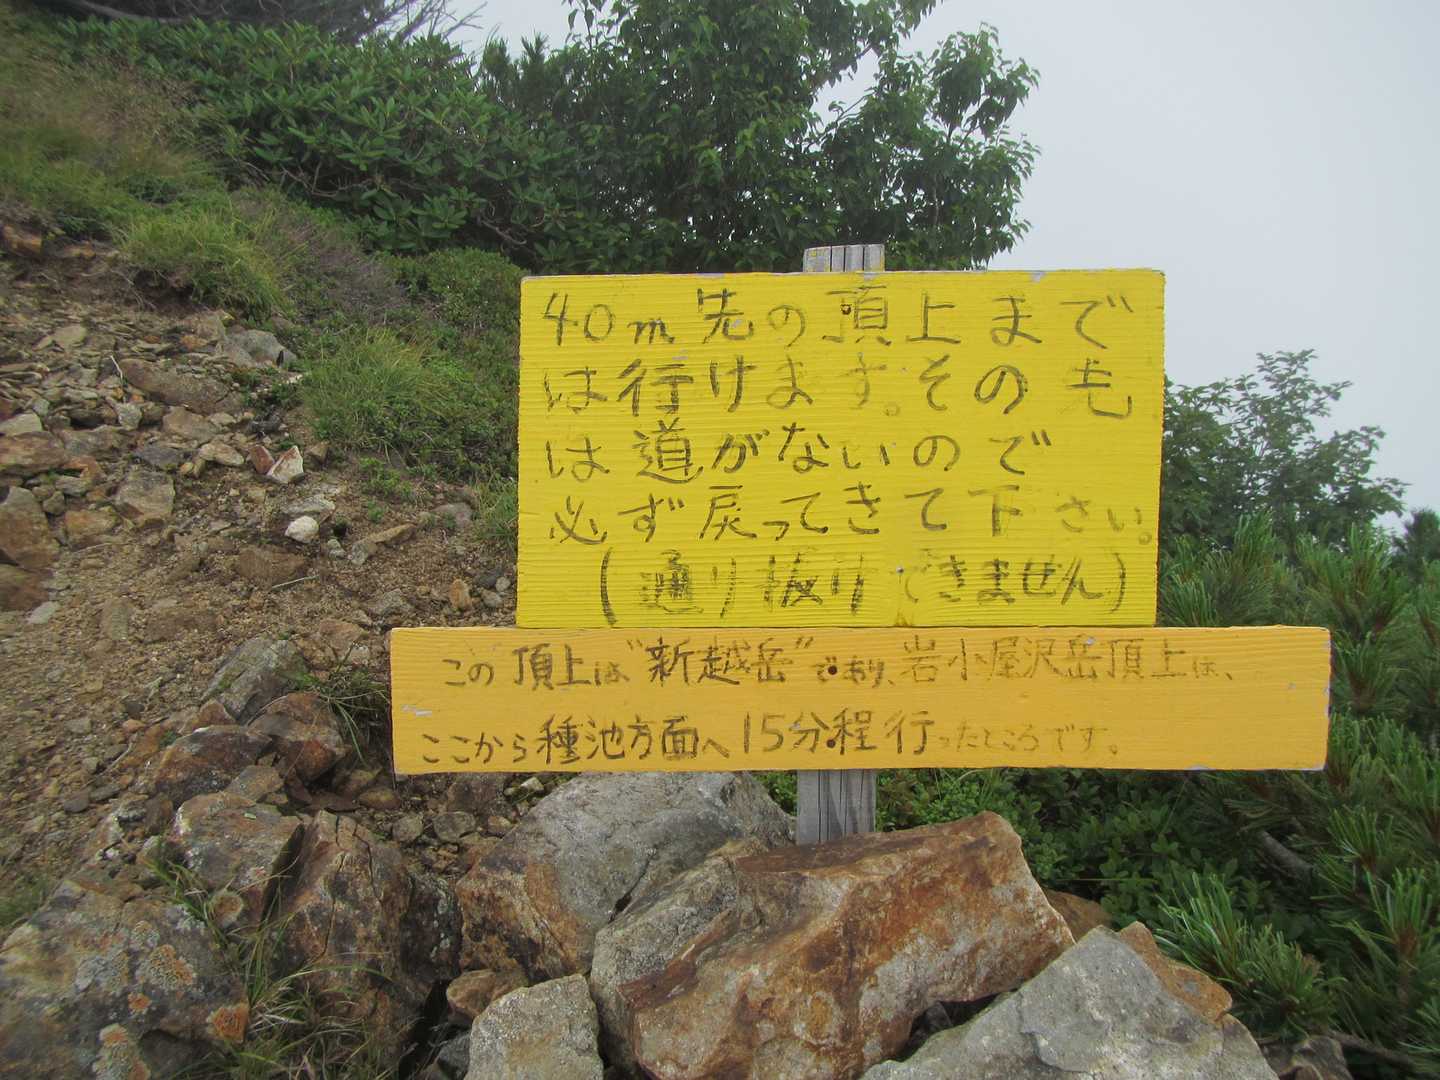 40m先の頂上まで
は行けます。その先
は道がないので
必ず戻ってきて下さい。
(通り抜けできません)
この頂上は"新越岳"であり、岩小屋沢岳頂上は、
ここから種池方面へ15分程行ったところです。